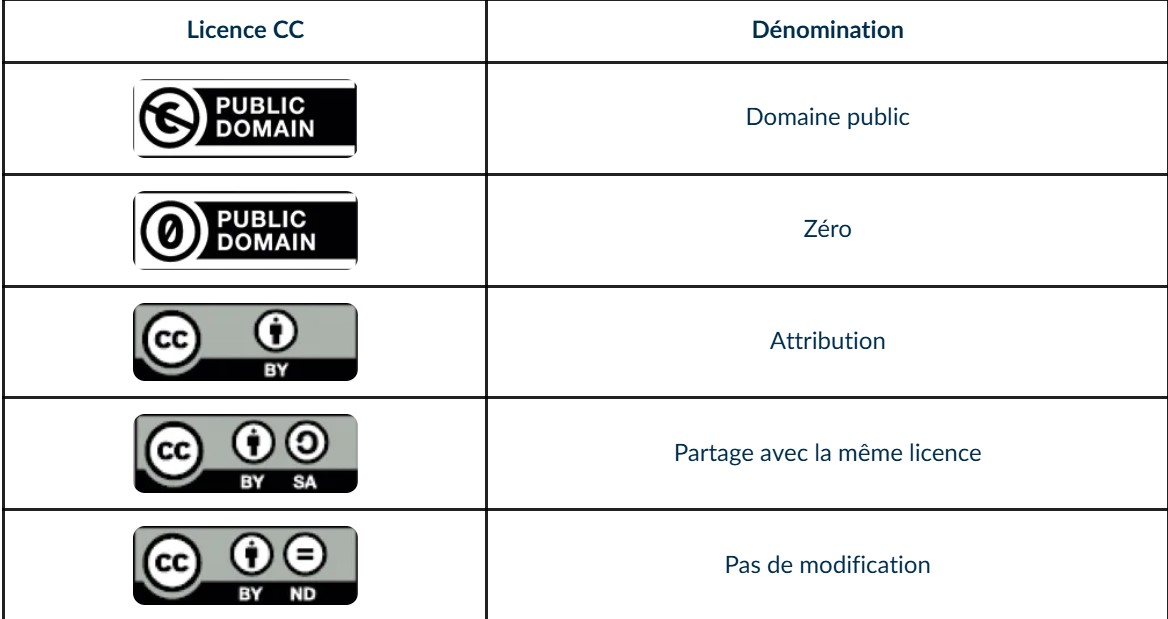 Licence CC
Dénomination
PUBLIC
DOMAIN
Domaine public
0 PUBLIC
DOMAIN
Zéro
CC
BY
Attribution
CC
BY SA
Partage avec la même licence
CC
BY ND
Pas de modification